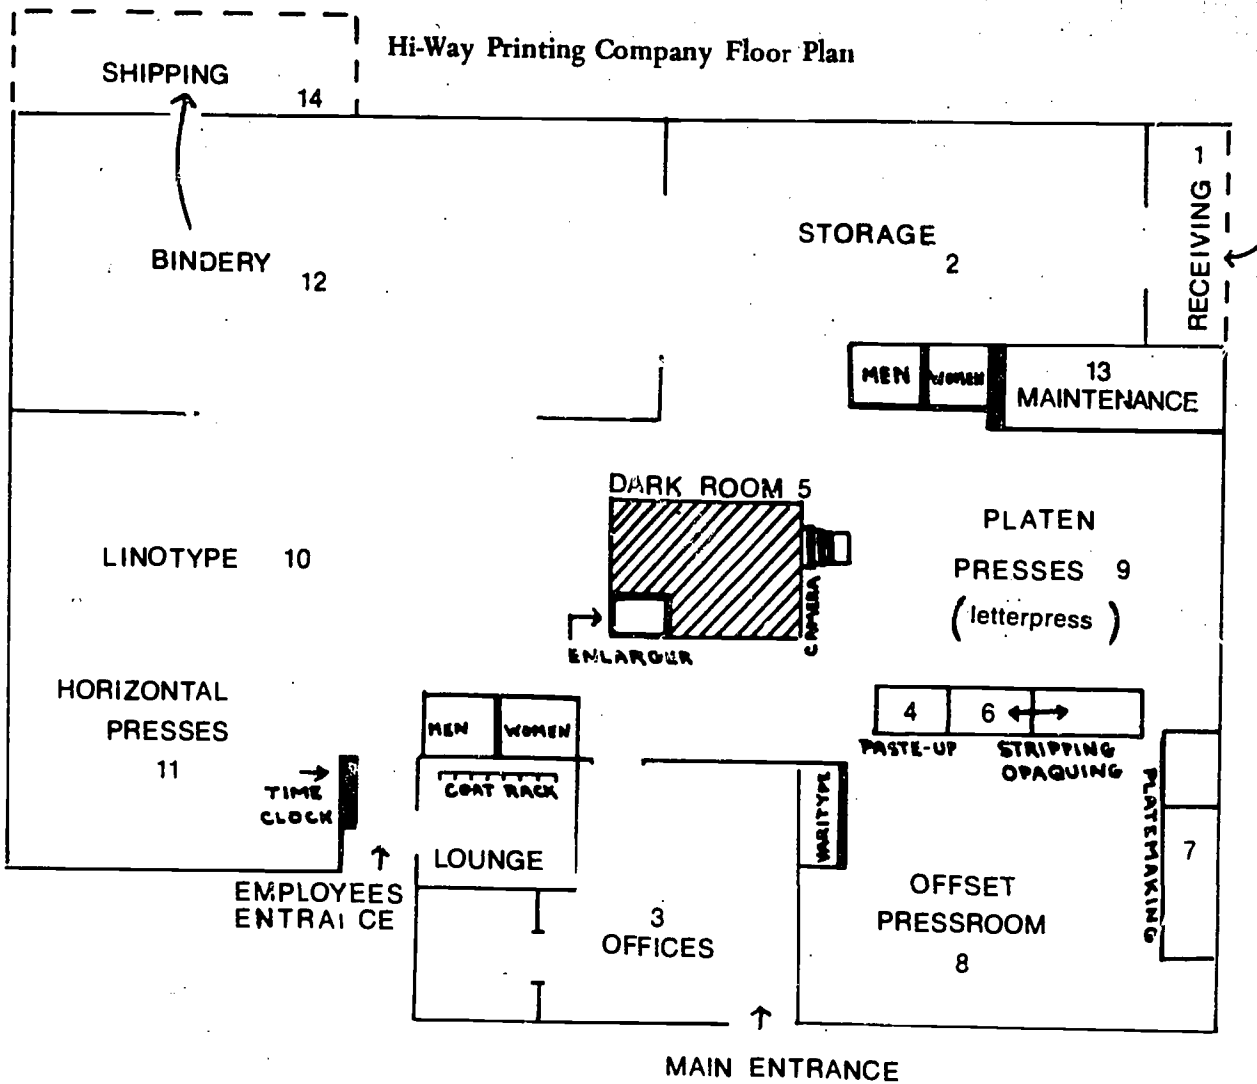 Hi-Way Printing Company Floor Plan
SHIPPING
14
1
RECEIVING
STORAGE
2
BINDERY
12
MEN
WOMEN
13
MAINTENANCE
DARK ROOM 5
PLATEN
PRESSES 9
(letterpress)
LINOTYPE 10
CAMERA
ENLARGER
HORIZONTAL
PRESSES
11
MEN
WOMEN
4
6
PASTE-UP
STRIPPING
OPAQUING
TIME
CLOCK
COAT RACK
VARITYPE
PLATEMAKING
7
LOUNGE
EMPLOYEES
ENTRAI CE
3
OFFICES
OFFSET
PRESSROOM
8
MAIN ENTRANCE